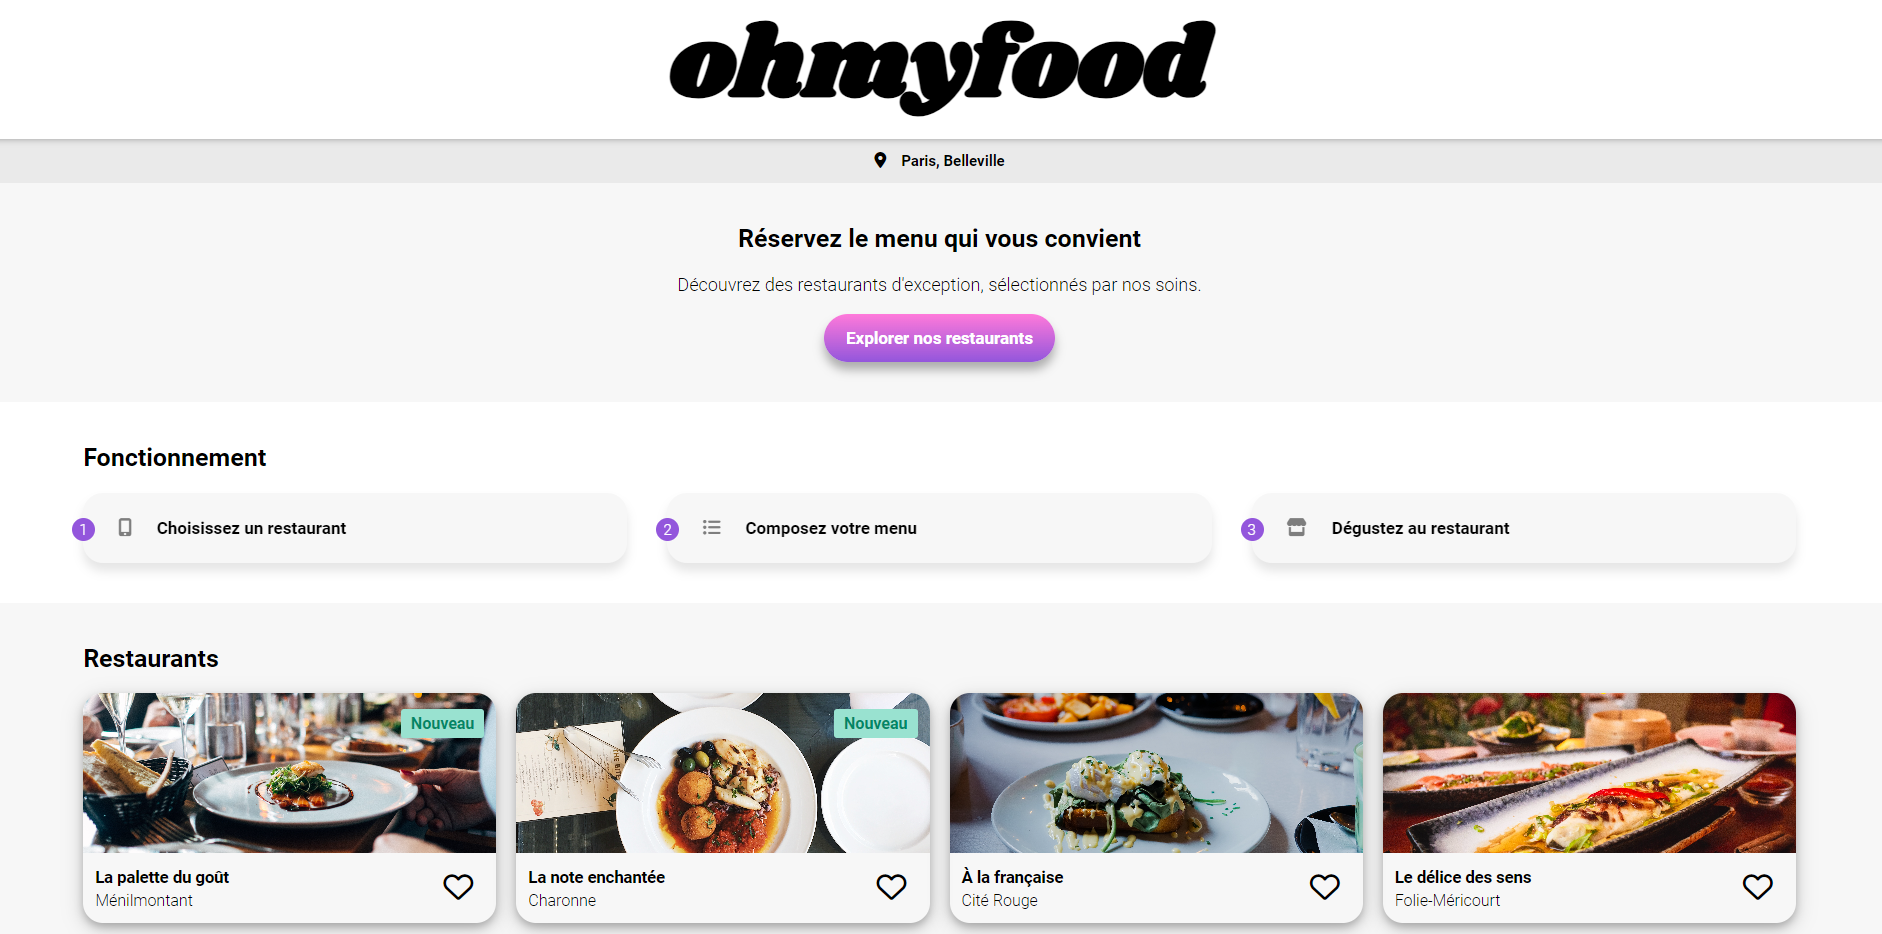 ohmyfood
Paris, Belleville
Réservez le menu qui vous convient
Découvrez des restaurants d'exception, sélectionnés par nos soins.
Explorer nos restaurants
Fonctionnement
1 Choisissez un restaurant
2 Composez votre menu
3 Dégustez au restaurant
Restaurants
Nouveau
Nouveau
La palette du goût
Ménilmontant
La note enchantée
Charonne
À la française
Cité Rouge
Le délice des sens
Folie-Méricourt